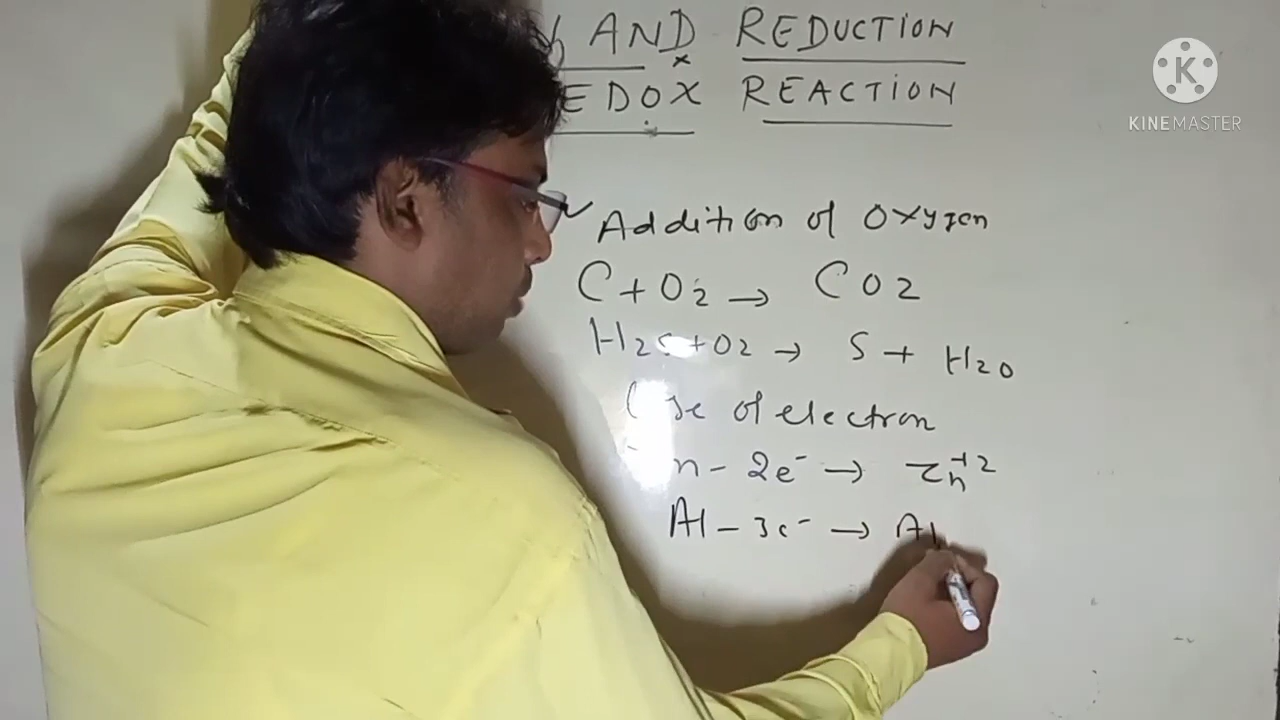 AND REDUCTION
EDOX REACTION
KINEMASTER
Addition of Oxygen
C + O2 → CO2
H2S + O2 → S + H2O
of electron
n - 2e⁻ → Zn⁺²
Al - 3e⁻ → Al